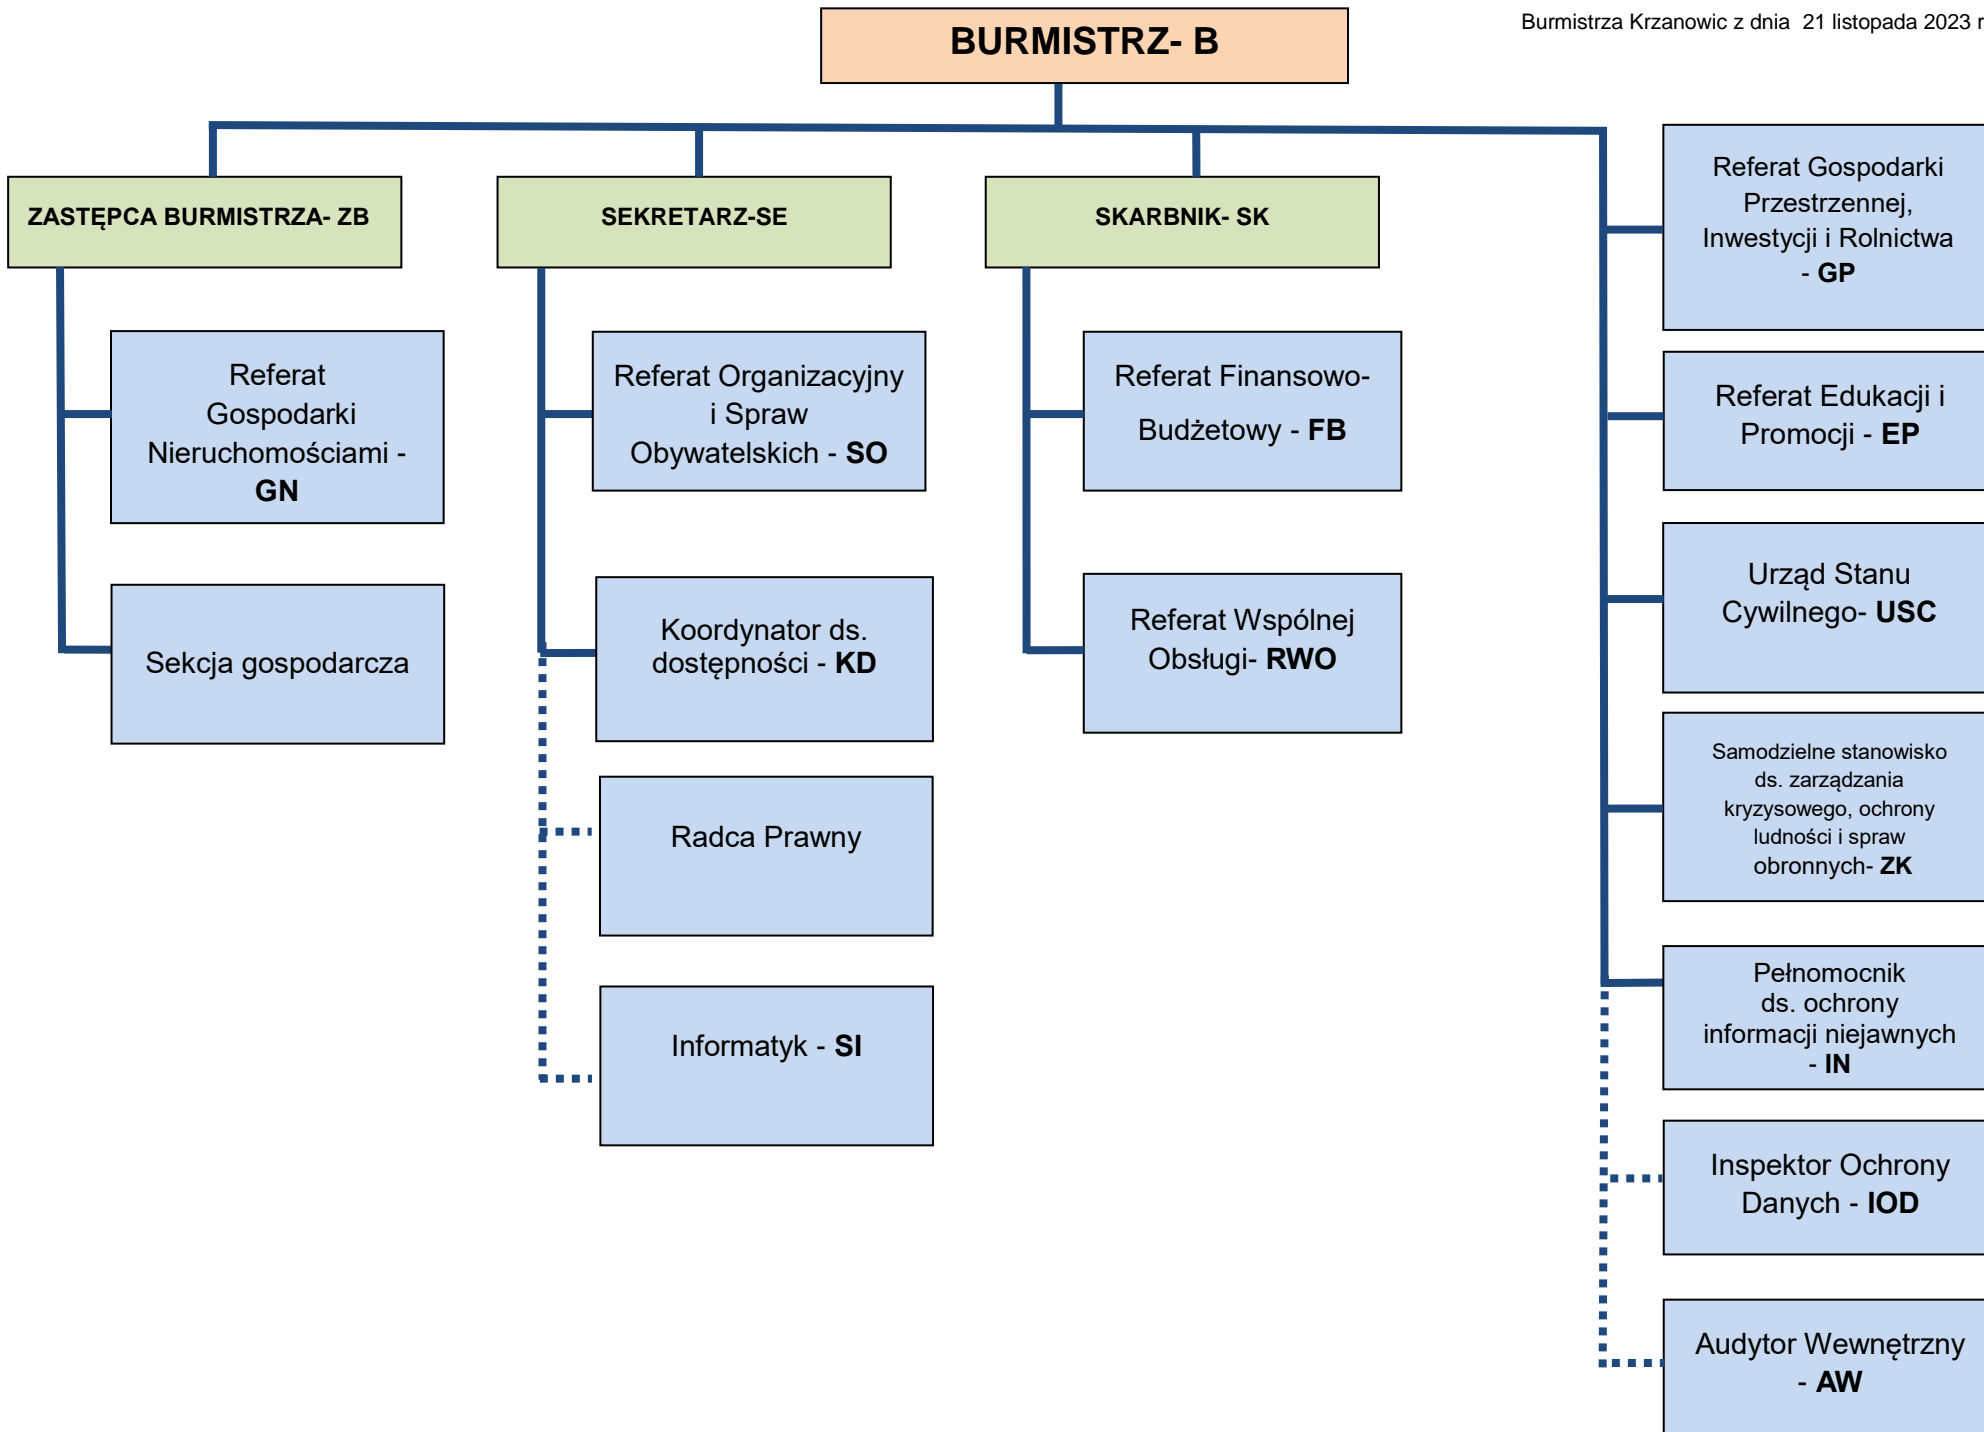 Burmistrza Krzanowic z dnia 21 listopada 2023 r
BURMISTRZ- B
ZASTĘPCA BURMISTRZA- ZB
Referat
Gospodarki
Nieruchomościami -
GN
Sekcja gospodarcza
SEKRETARZ-SE
Referat Organizacyjny
i Spraw
Obywatelskich - SO
Koordynator ds.
dostępności - KD
Radca Prawny
Informatyk - SI
SKARBNIK- SK
Referat Finansowo-
Budżetowy - FB
Referat Wspólnej
Obsługi- RWO
Referat Gospodarki
Przestrzennej,
Inwestycji i Rolnictwa
- GP
Referat Edukacji i
Promocji - EP
Urząd Stanu
Cywilnego- USC
Samodzielne stanowisko
ds. zarządzania
kryzysowego, ochrony
ludności i spraw
obronnych- ZK
Pełnomocnik
ds. ochrony
informacji niejawnych
- IN
Inspektor Ochrony
Danych - IOD
Audytor Wewnętrzny
- AW